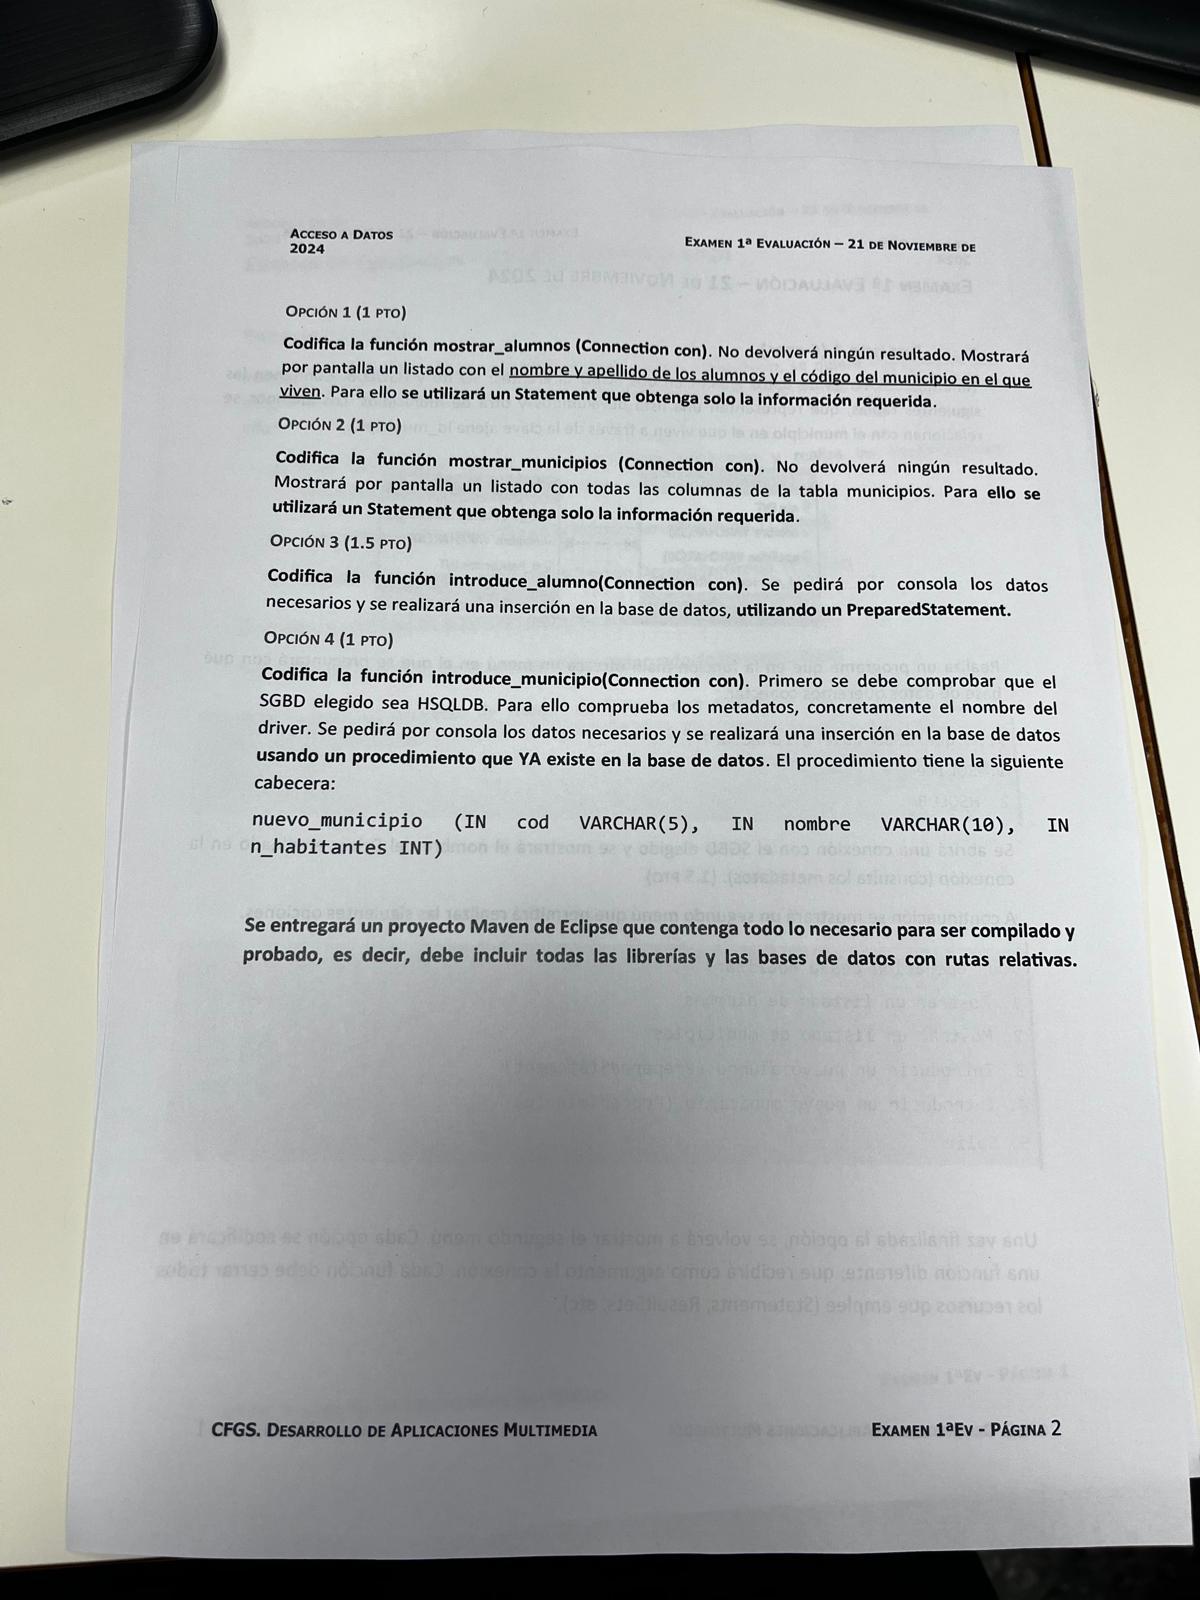 ACCESO A DATOS
2024
EXAMEN 1ª EVALUACIÓN – 21 DE NOVIEMBRE DE
OPCIÓN 1 (1 PTO)
Codifica la función mostrar_alumnos (Connection con). No devolverá ningún resultado. Mostrará
por pantalla un listado con el nombre y apellido de los alumnos y el código del municipio en el que
viven. Para ello se utilizará un Statement que obtenga solo la información requerida.
OPCIÓN 2 (1 PTO)
Codifica la función mostrar_municipios (Connection con). No devolverá ningún resultado.
Mostrará por pantalla un listado con todas las columnas de la tabla municipios. Para ello se
utilizará un Statement que obtenga solo la información requerida.
OPCIÓN 3 (1.5 PTO)
Codifica la función introduce_alumno(Connection con). Se pedirá por consola los datos
necesarios y se realizará una inserción en la base de datos, utilizando un PreparedStatement.
OPCIÓN 4 (1 PTO)
Codifica la función introduce_municipio(Connection con). Primero se debe comprobar que el
SGBD elegido sea HSQLDB. Para ello comprueba los metadatos, concretamente el nombre del
driver. Se pedirá por consola los datos necesarios y se realizará una inserción en la base de datos
usando un procedimiento que YA existe en la base de datos. El procedimiento tiene la siguiente
cabecera:
nuevo_municipio (IN cod VARCHAR(5), IN nombre VARCHAR(10), IN
n_habitantes INT)
Se entregará un proyecto Maven de Eclipse que contenga todo lo necesario para ser compilado y
probado, es decir, debe incluir todas las librerías y las bases de datos con rutas relativas.
CFGS. DESARROLLO DE APLICACIONES MULTIMEDIA
EXAMEN 1ªEV - PÁGINA 2